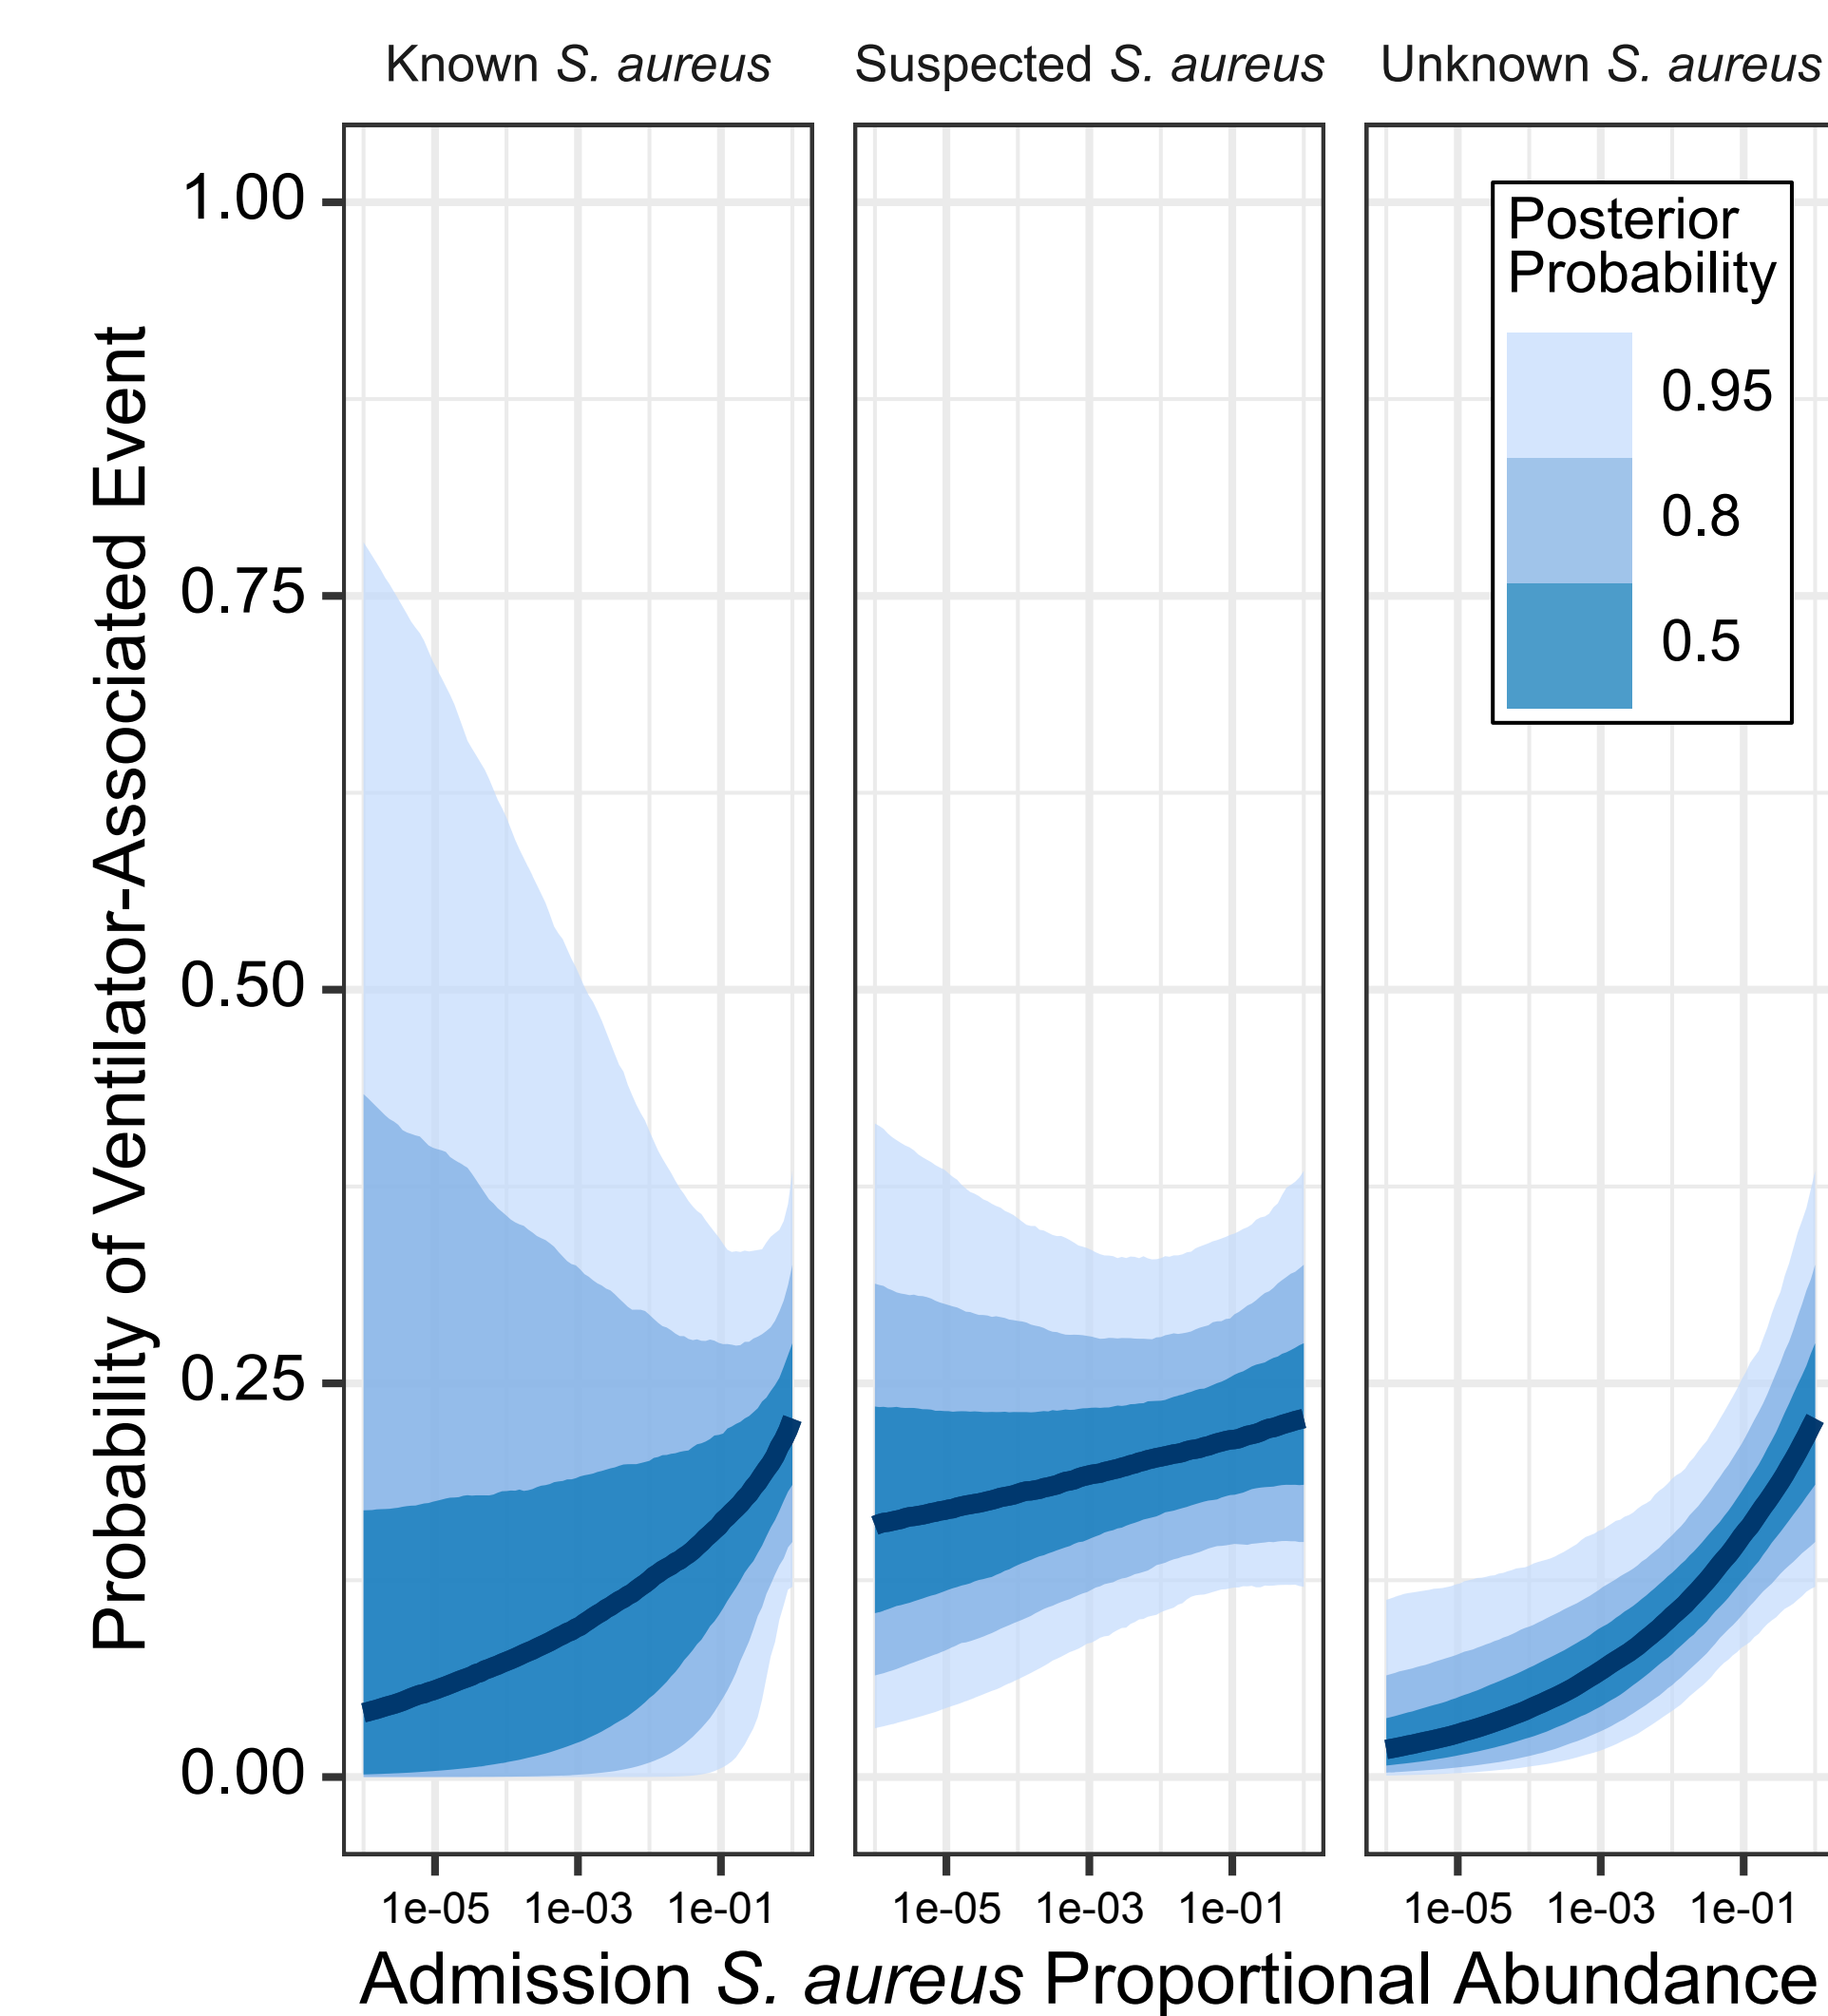 Known S. aureus
Suspected S. aureus
Unknown S. aureus
Probability of Ventilator-Associated Event
1.00
0.75
0.50
0.25
0.00
Posterior
Probability
0.95
0.8
0.5
1e-05 1e-03 1e-01
1e-05 1e-03 1e-01
1e-05 1e-03 1e-01
Admission S. aureus Proportional Abundance